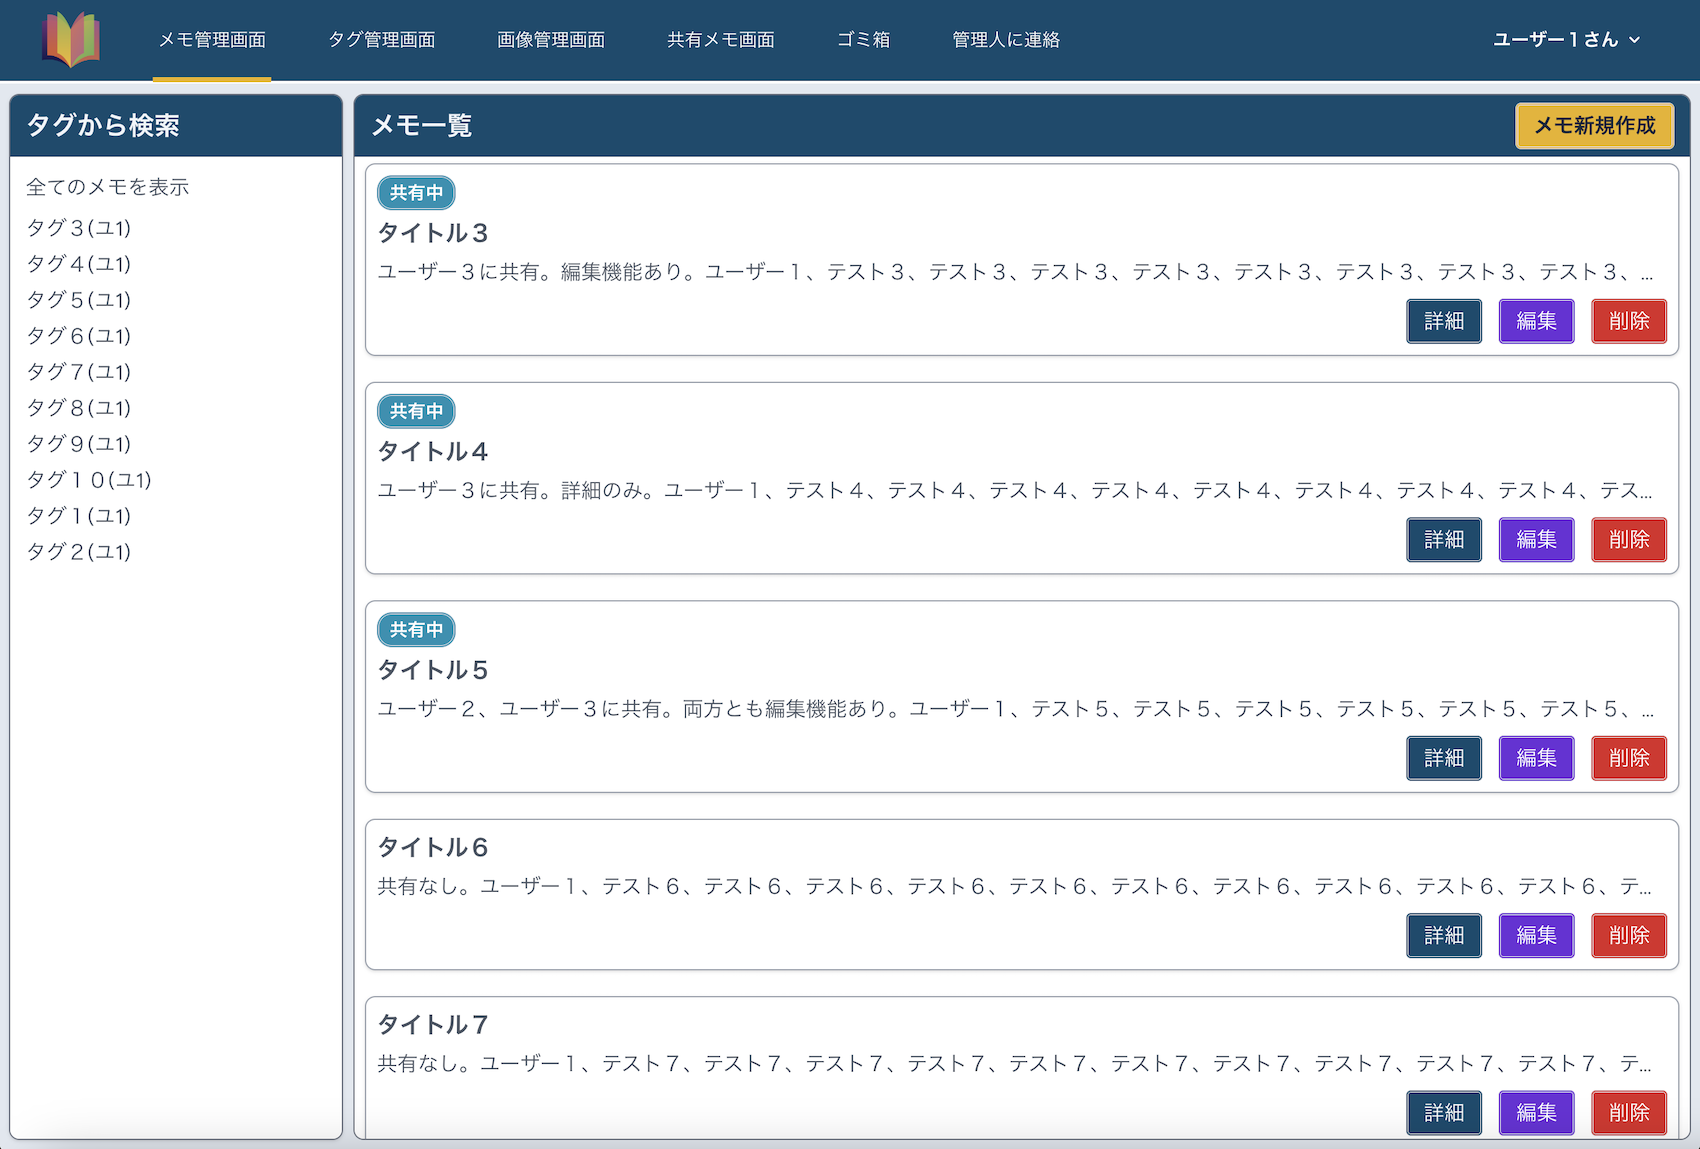 メモ管理画面 タグ管理画面 画像管理画面 共有メモ画面 ゴミ箱 管理人に連絡 ユーザー１さん
タグから検索
全てのメモを表示
タグ３(ユ1)
タグ４(ユ1)
タグ５(ユ1)
タグ６(ユ1)
タグ７(ユ1)
タグ８(ユ1)
タグ９(ユ1)
タグ１０(ユ1)
タグ１(ユ1)
タグ２(ユ1)
メモ一覧 メモ新規作成
共有中
タイトル３
ユーザー３に共有。編集機能あり。ユーザー１、テスト３、テスト３、テスト３、テスト３、テスト３、テスト３、テスト３、テスト３、...
詳細 編集 削除
共有中
タイトル４
ユーザー３に共有。詳細のみ。ユーザー１、テスト４、テスト４、テスト４、テスト４、テスト４、テスト４、テスト４、テスト４、テス...
詳細 編集 削除
共有中
タイトル５
ユーザー２、ユーザー３に共有。両方とも編集機能あり。ユーザー１、テスト５、テスト５、テスト５、テスト５、テスト５、テスト５、...
詳細 編集 削除
タイトル６
共有なし。ユーザー１、テスト６、テスト６、テスト６、テスト６、テスト６、テスト６、テスト６、テスト６、テスト６、テスト６、テ...
詳細 編集 削除
タイトル７
共有なし。ユーザー１、テスト７、テスト７、テスト７、テスト７、テスト７、テスト７、テスト７、テスト７、テスト７、テスト７、テ...
詳細 編集 削除